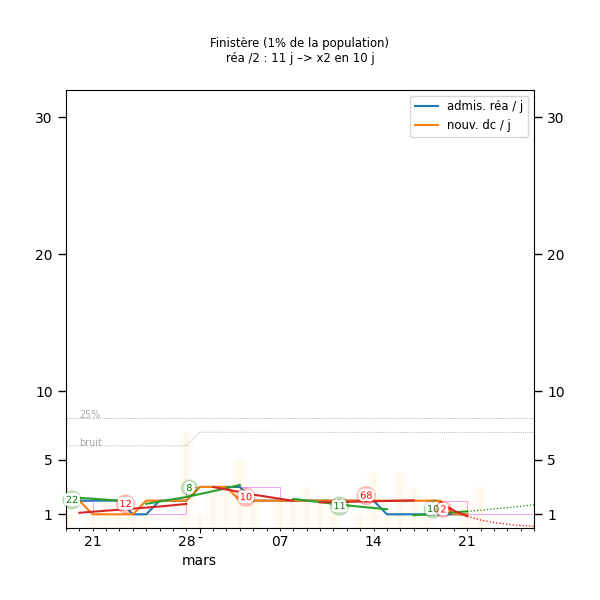 Finistère (1% de la population)
réa /2 : 11 j –> x2 en 10 j
admis. réa / j
nouv. dc / j
30 30
20 20
10 10
25%
bruit
5 5
22 12 8 10 68 11 10 2
1 1
21 28 07 14 21
mars